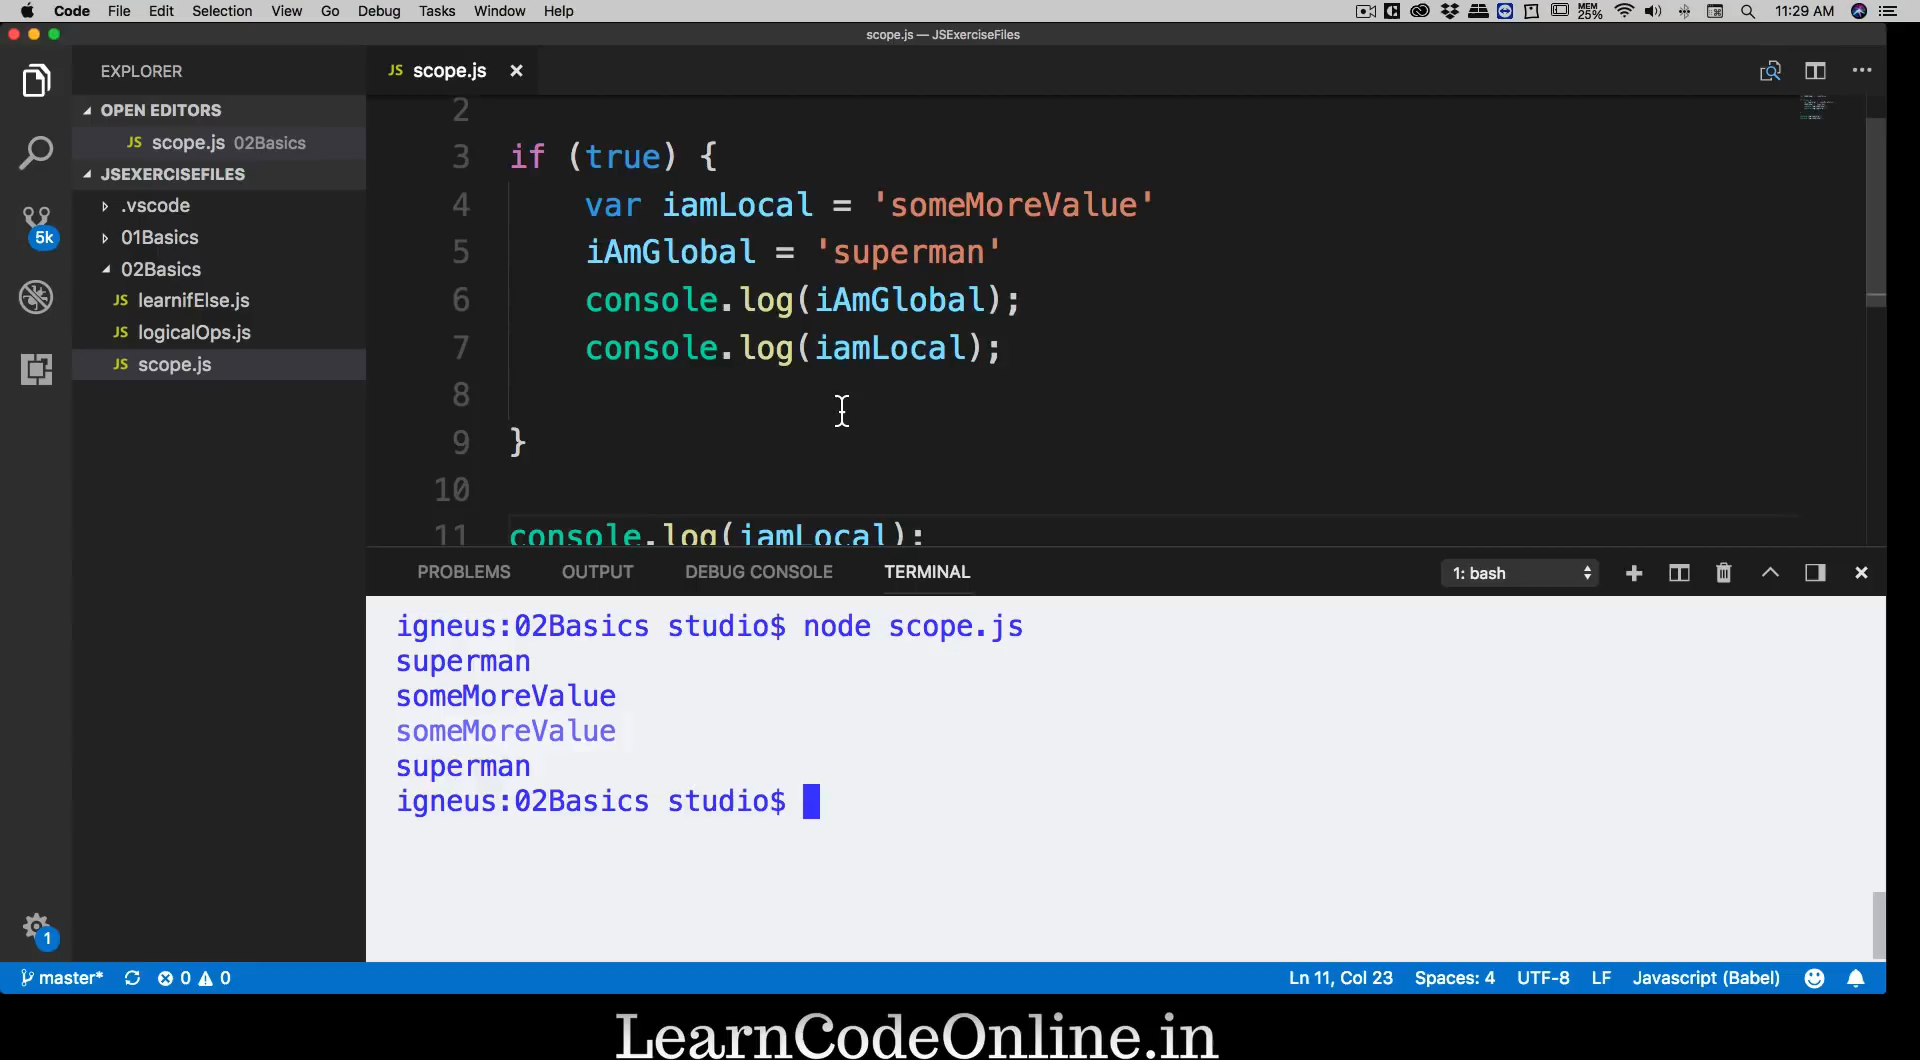 Code File Edit Selection View Go Debug Tasks Window Help MEM 25% 11:29 AM
scope.js — JSExerciseFiles
EXPLORER
JS scope.js
OPEN EDITORS
JS scope.js 02Basics
JSEXERCISEFILES
.vscode
5k
01Basics
02Basics
JS learnifElse.js
JS logicalOps.js
JS scope.js
1
2
3 if (true) {
4 var iamLocal = 'someMoreValue'
5 iAmGlobal = 'superman'
6 console.log(iAmGlobal);
7 console.log(iamLocal);
8
9 }
10
11 console.log(iamLocal);
PROBLEMS OUTPUT DEBUG CONSOLE TERMINAL 1: bash
igneus:02Basics studio$ node scope.js
superman
someMoreValue
someMoreValue
superman
igneus:02Basics studio$
master* 0 0 Ln 11, Col 23 Spaces: 4 UTF-8 LF Javascript (Babel)
LearnCodeOnline.in